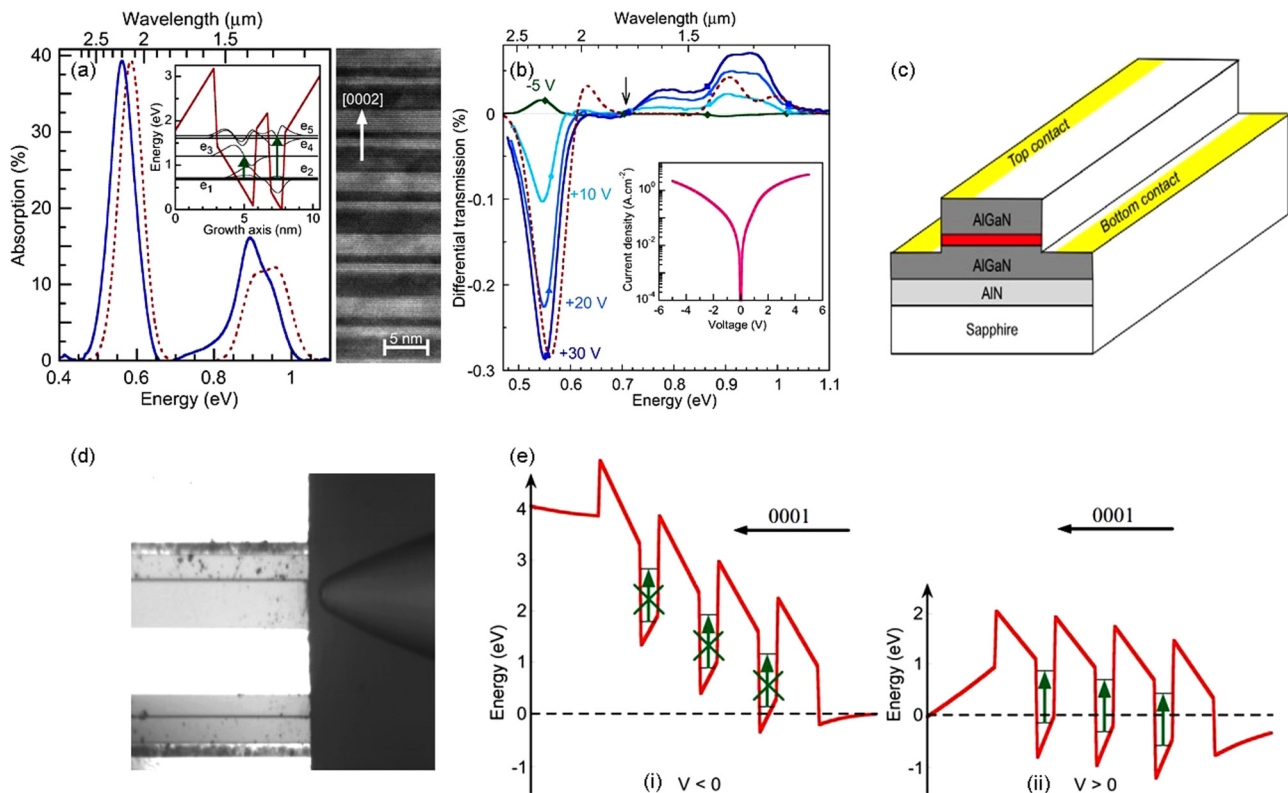 Wavelength (μm)
2.5 2 1
(a)
Absorption (%)
40
35
30
25
20
15
10
5
0
0.4 0.6 0.8 1
Energy (eV)
Energy (eV)
3
2
1
0
e5
e4
e3
e2
e1
0 5 10
Growth axis (nm)
[0002]
5 nm
Wavelength (μm)
2.5 2 1
(b)
Differential transmission (%)
0
-0.1
-0.2
-0.3
-5 V
+10 V
+20 V
+30 V
0.5 0.6 0.7 0.8 0.9 1.0 1.1
Energy (eV)
Current density (A.cm-2)
10^0
10^-2
10^-4
-6 -4 -2 0 2 4 6
Voltage (V)
(c)
Top contact
Bottom contact
AlGaN
AlGaN
AlN
Sapphire
(d)
(e)
Energy (eV)
4
3
2
1
0
-1
0001
(i) V < 0
Energy (eV)
2
1
0
-1
0001
(ii) V > 0